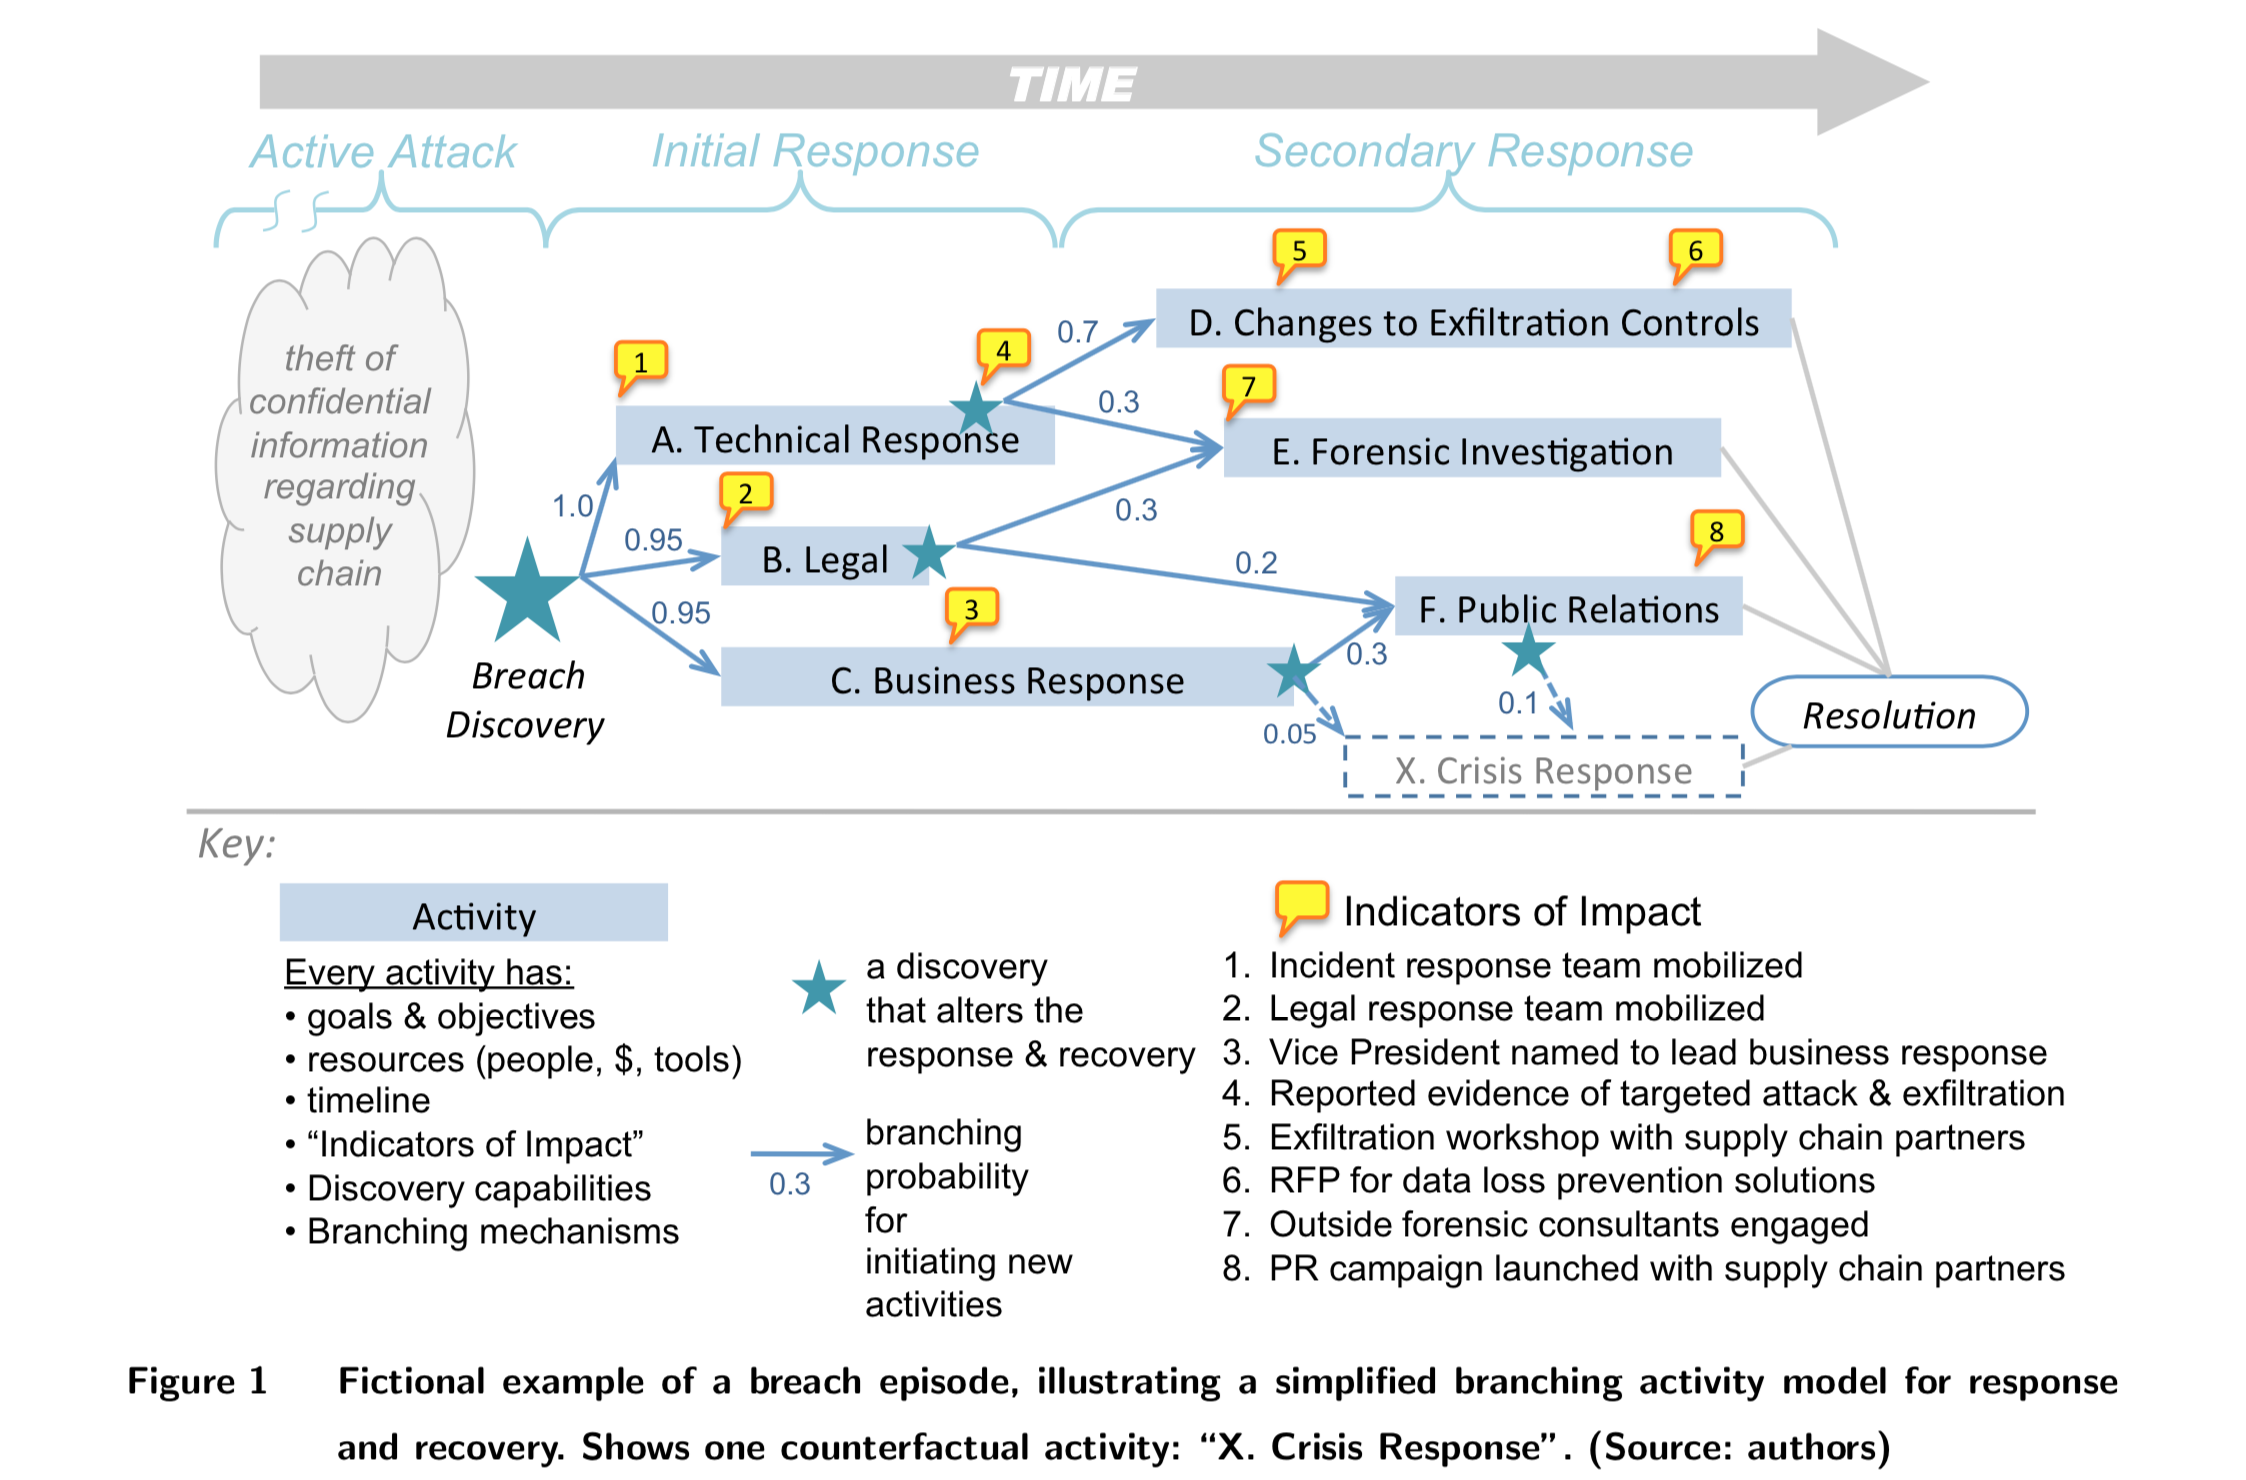 TIME
Active Attack
Initial Response
Secondary Response
5
6
D. Changes to Exfiltration Controls
0.7
4
1
theft of
confidential
information
regarding
supply
chain
0.3
7
A. Technical Response
E. Forensic Investigation
2
1.0
0.3
0.95
B. Legal
0.2
8
3
0.95
F. Public Relations
0.3
Breach
Discovery
C. Business Response
0.1
0.05
Resolution
X. Crisis Response
Key:
Activity
Every activity has:
• goals & objectives
• resources (people, $, tools)
• timeline
• “Indicators of Impact”
• Discovery capabilities
• Branching mechanisms
a discovery
that alters the
response & recovery
0.3
branching
probability
for
initiating new
activities
Indicators of Impact
1. Incident response team mobilized
2. Legal response team mobilized
3. Vice President named to lead business response
4. Reported evidence of targeted attack & exfiltration
5. Exfiltration workshop with supply chain partners
6. RFP for data loss prevention solutions
7. Outside forensic consultants engaged
8. PR campaign launched with supply chain partners
Figure 1 Fictional example of a breach episode, illustrating a simplified branching activity model for response
and recovery. Shows one counterfactual activity: “X. Crisis Response”. (Source: authors)